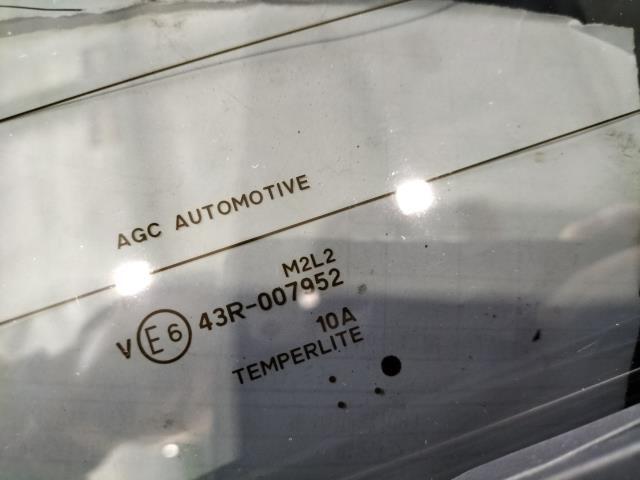 AGC AUTOMOTIVE
M2L2
V E6 43R-007952
10A
TEMPERLITE